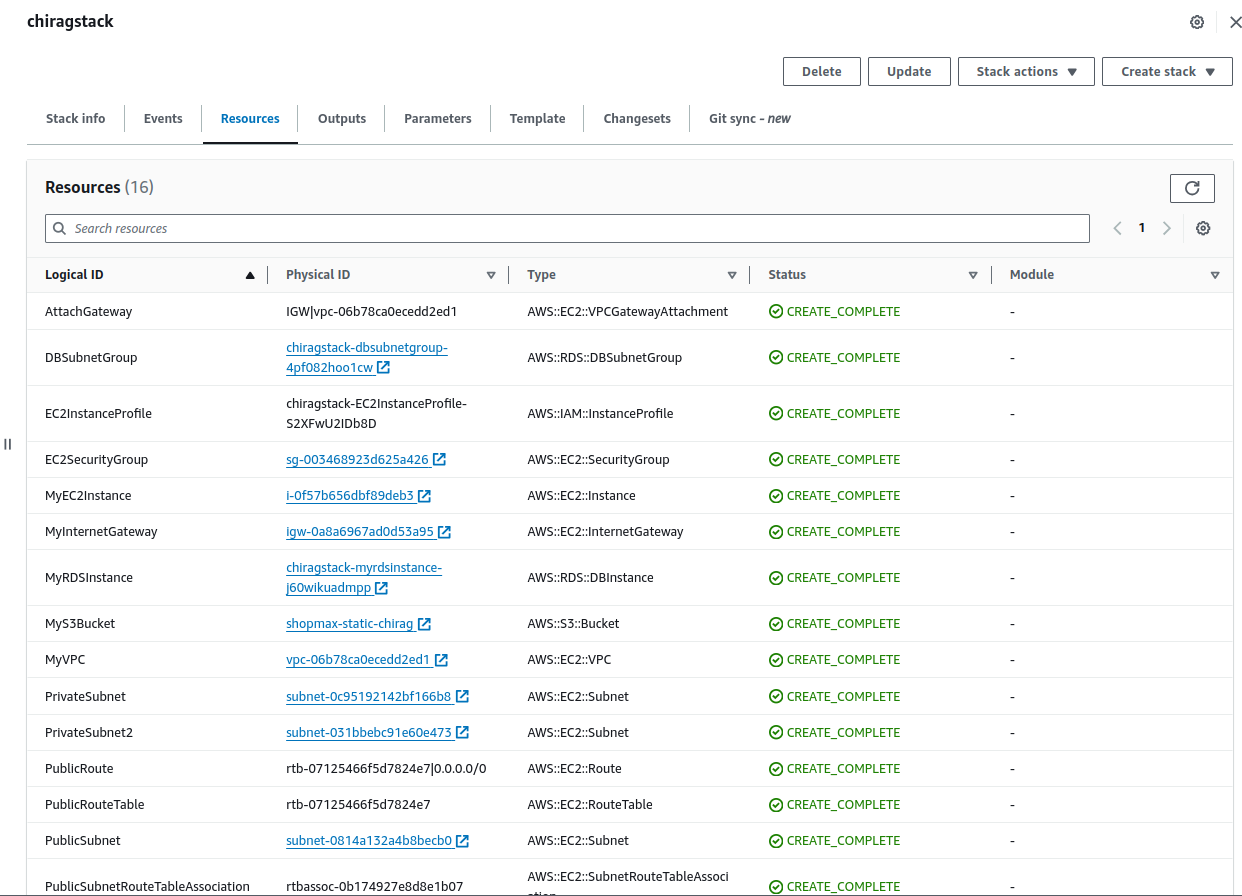 chiragstack
Delete Update Stack actions Create stack
Stack info Events Resources Outputs Parameters Template Changesets Git sync - new
Resources (16)
Search resources
1
Logical ID Physical ID Type Status Module
AttachGateway IGW|vpc-06b78ca0ecedd2ed1 AWS::EC2::VPCGatewayAttachment CREATE_COMPLETE -
chiragstack-dbsubnetgroup-
DBSubnetGroup AWS::RDS::DBSubnetGroup CREATE_COMPLETE -
4pf082hoo1cw
chiragstack-EC2InstanceProfile-
EC2InstanceProfile AWS::IAM::InstanceProfile CREATE_COMPLETE -
S2XFwU2IDb8D
EC2SecurityGroup sg-003468923d625a426 AWS::EC2::SecurityGroup CREATE_COMPLETE -
MyEC2Instance i-0f57b656dbf89deb3 AWS::EC2::Instance CREATE_COMPLETE -
MyInternetGateway igw-0a8a6967ad0d53a95 AWS::EC2::InternetGateway CREATE_COMPLETE -
chiragstack-myrdsinstance-
MyRDSInstance AWS::RDS::DBInstance CREATE_COMPLETE -
j60wikuadmpp
MyS3Bucket shopmax-static-chirag AWS::S3::Bucket CREATE_COMPLETE -
MyVPC vpc-06b78ca0ecedd2ed1 AWS::EC2::VPC CREATE_COMPLETE -
PrivateSubnet subnet-0c95192142bf166b8 AWS::EC2::Subnet CREATE_COMPLETE -
PrivateSubnet2 subnet-031bbebc91e60e473 AWS::EC2::Subnet CREATE_COMPLETE -
PublicRoute rtb-07125466f5d7824e7|0.0.0.0/0 AWS::EC2::Route CREATE_COMPLETE -
PublicRouteTable rtb-07125466f5d7824e7 AWS::EC2::RouteTable CREATE_COMPLETE -
PublicSubnet subnet-0814a132a4b8becb0 AWS::EC2::Subnet CREATE_COMPLETE -
AWS::EC2::SubnetRouteTableAssoci
PublicSubnetRouteTableAssociation rtbassoc-0b174927e8d8e1b07 CREATE_COMPLETE -